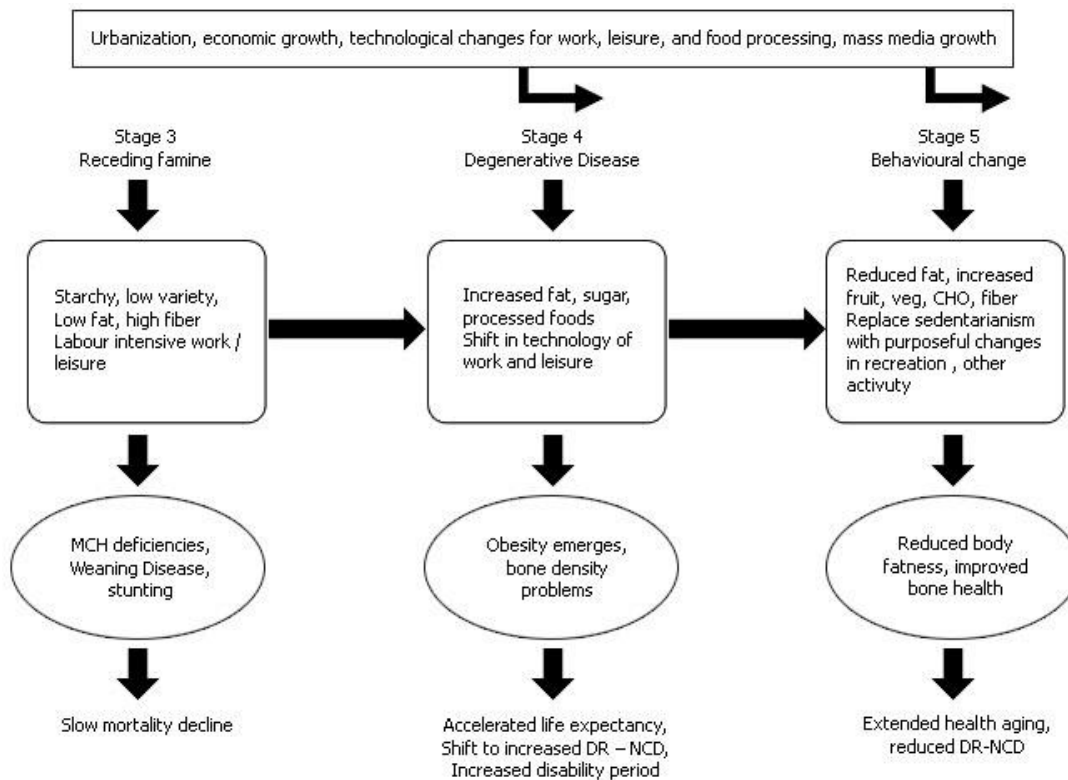 Urbanization, economic growth, technological changes for work, leisure, and food processing, mass media growth
Stage 3
Receding famine
Stage 4
Degenerative Disease
Stage 5
Behavioural change
Starchy, low variety,
Low fat, high fiber
Labour intensive work /
leisure
Increased fat, sugar,
processed foods
Shift in technology of
work and leisure
Reduced fat, increased
fruit, veg, CHO, fiber
Replace sedentarianism
with purposeful changes
in recreation , other
activuty
MCH deficiencies,
Weaning Disease,
stunting
Obesity emerges,
bone density
problems
Reduced body
fatness, improved
bone health
Slow mortality decline
Accelerated life expectancy,
Shift to increased DR – NCD,
Increased disability period
Extended health aging,
reduced DR-NCD